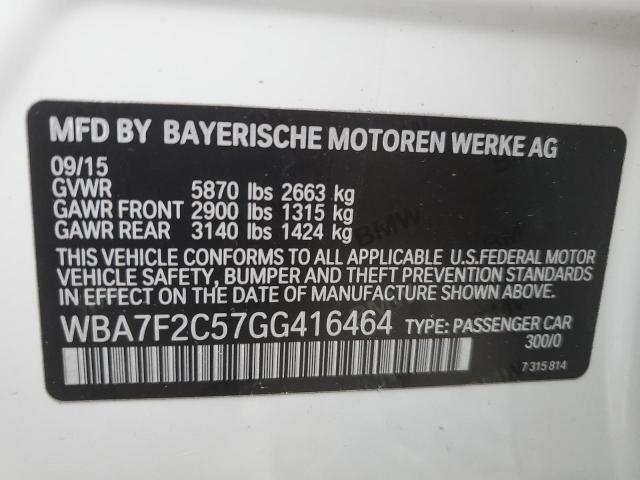 MFD BY BAYERISCHE MOTOREN WERKE AG
09/15
GVWR 5870 lbs 2663 kg
GAWR FRONT 2900 lbs 1315 kg
GAWR REAR 3140 lbs 1424 kg
THIS VEHICLE CONFORMS TO ALL APPLICABLE U.S.FEDERAL MOTOR
VEHICLE SAFETY, BUMPER AND THEFT PREVENTION STANDARDS
IN EFFECT ON THE DATE OF MANUFACTURE SHOWN ABOVE.
WBA7F2C57GG416464 TYPE: PASSENGER CAR
300/0
7 315 814